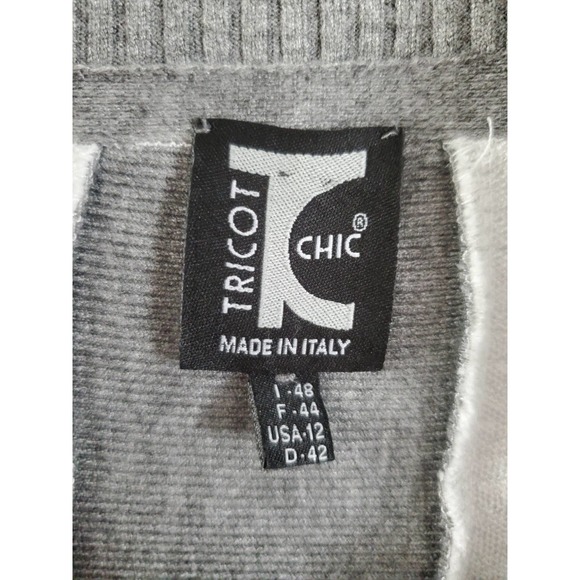 TRICOT
CHIC®
MADE IN ITALY
I•48
F•44
USA•12
D•42